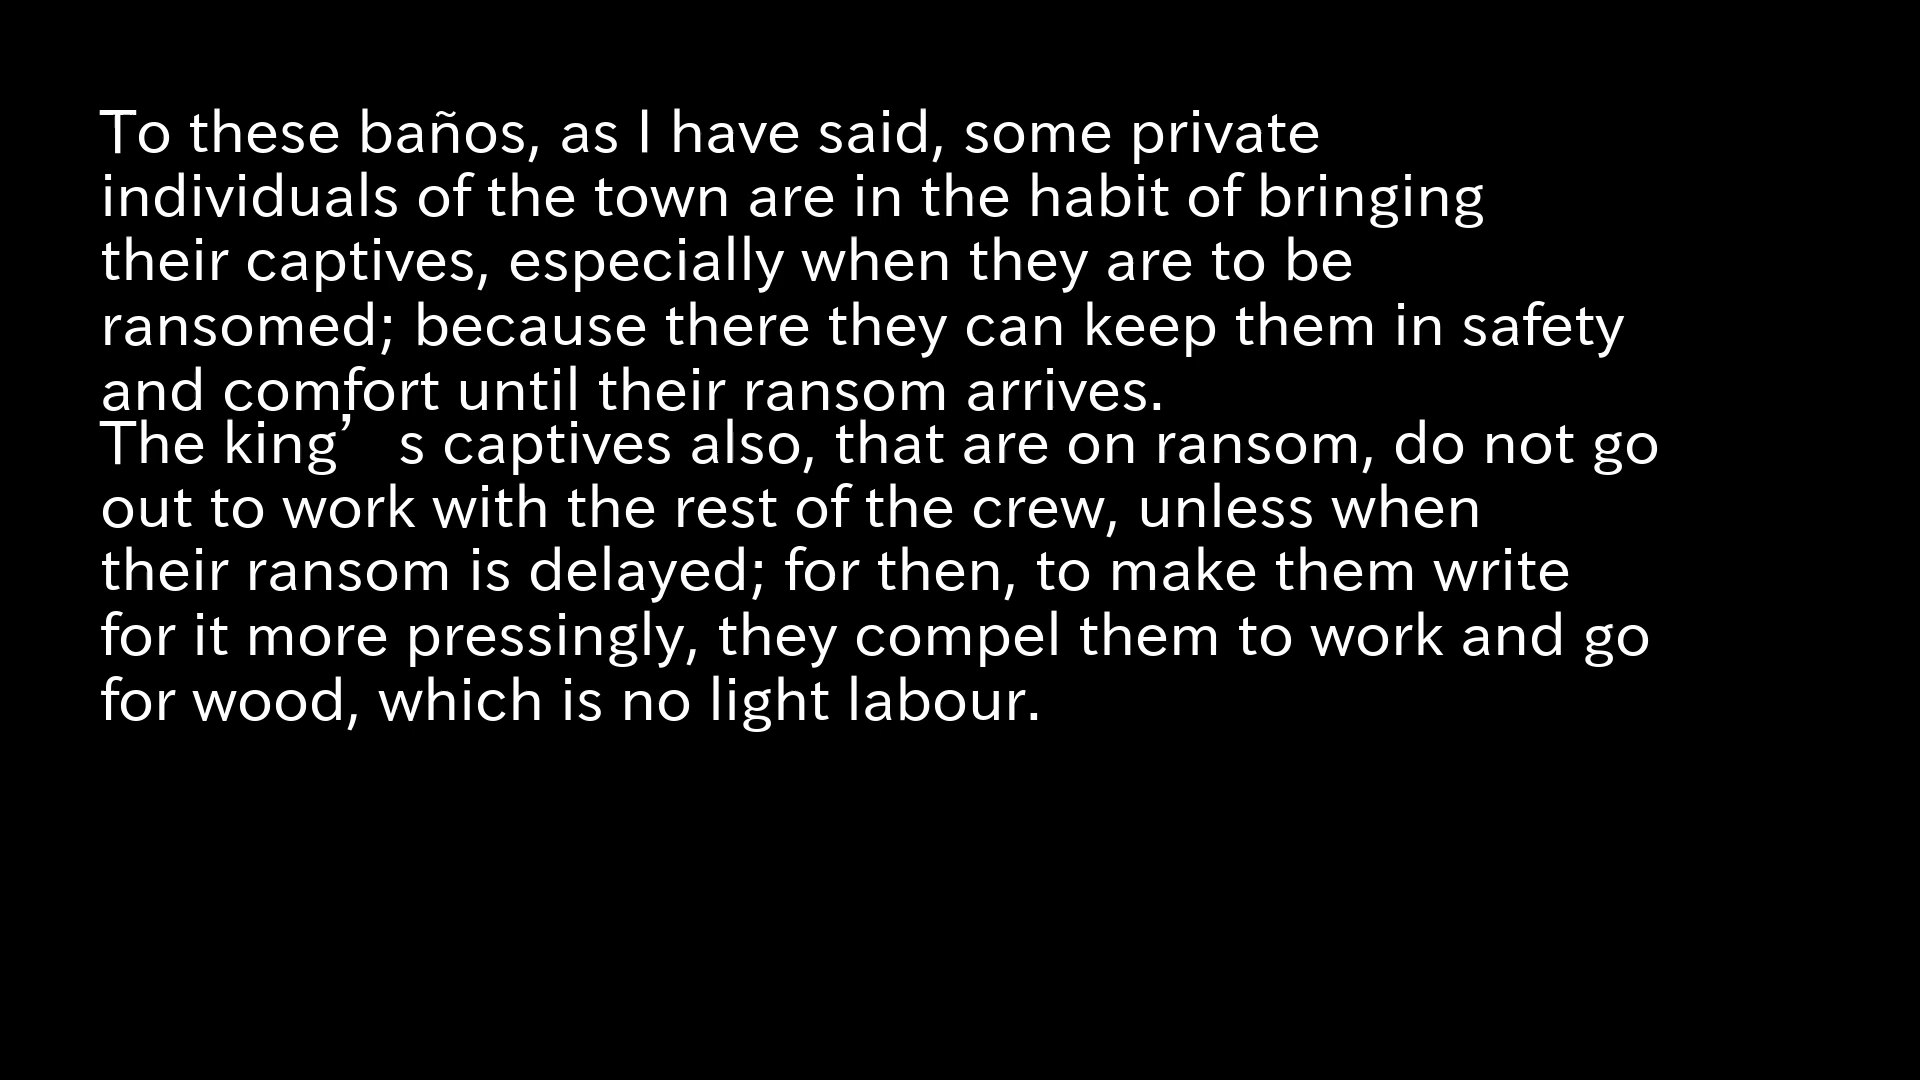 To these baños, as I have said, some private
individuals of the town are in the habit of bringing
their captives, especially when they are to be
ransomed; because there they can keep them in safety
and comfort until their ransom arrives.
The king’s captives also, that are on ransom, do not go
out to work with the rest of the crew, unless when
their ransom is delayed; for then, to make them write
for it more pressingly, they compel them to work and go
for wood, which is no light labour.